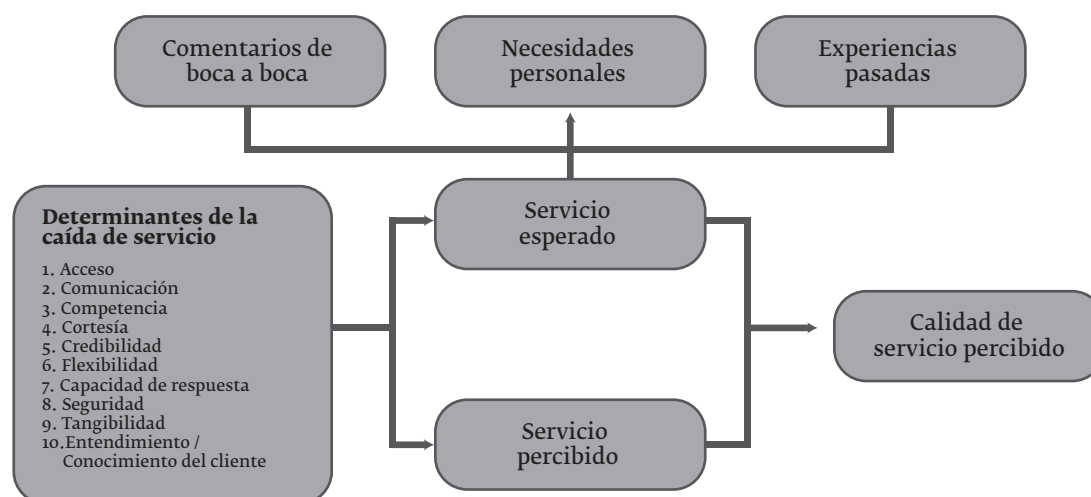 Comentarios de
boca a boca
Necesidades
personales
Experiencias
pasadas
Determinantes de la
caída de servicio
1. Acceso
2. Comunicación
3. Competencia
4. Cortesía
5. Credibilidad
6. Flexibilidad
7. Capacidad de respuesta
8. Seguridad
9. Tangibilidad
10.Entendimiento /
Conocimiento del cliente
Servicio
esperado
Servicio
percibido
Calidad de
servicio percibido